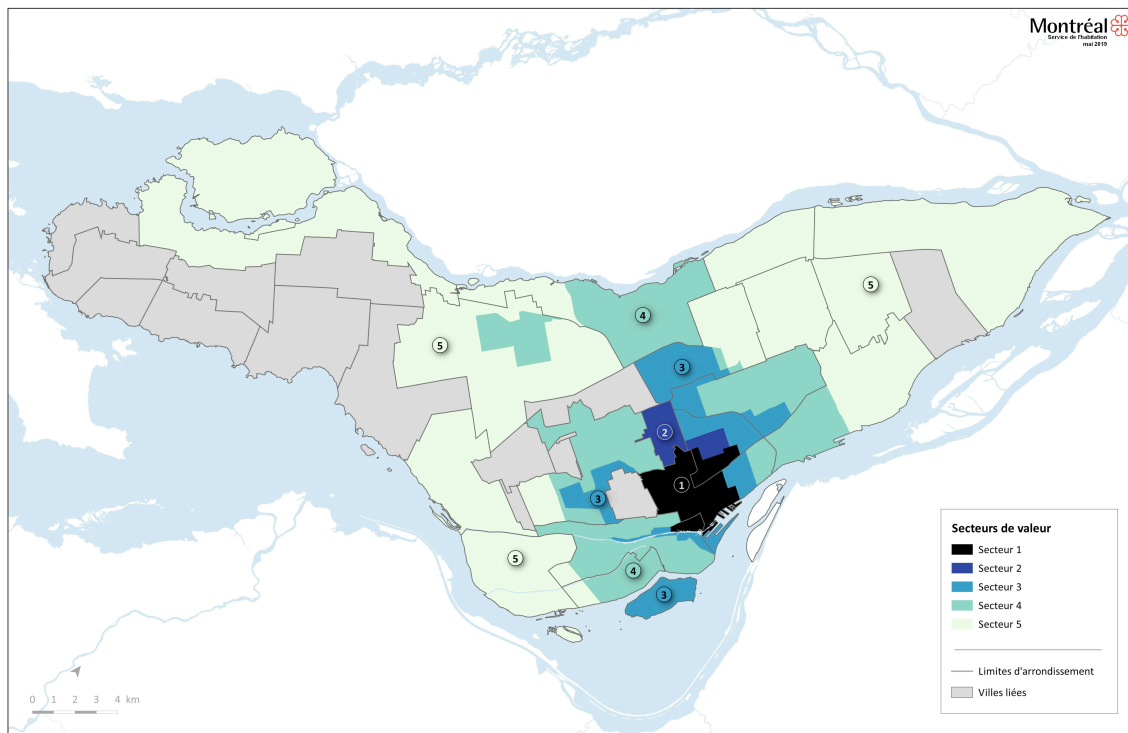 Montréal
Service de l'habitation
mai 2019
5
4
5
3
2
1
3
5
4
3
Secteurs de valeur
Secteur 1
Secteur 2
Secteur 3
Secteur 4
Secteur 5
Limites d'arrondissement
Villes liées
0 1 2 3 4 km